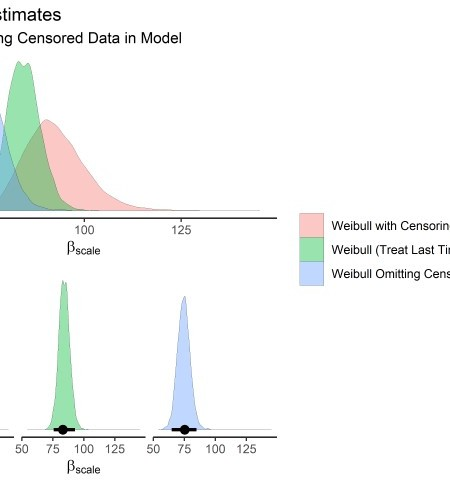 stimates
ng Censored Data in Model
100 125
βscale
Weibull with Censorin
Weibull (Treat Last Ti
Weibull Omitting Cens
50 75 100 125 50 75 100 125
βscale